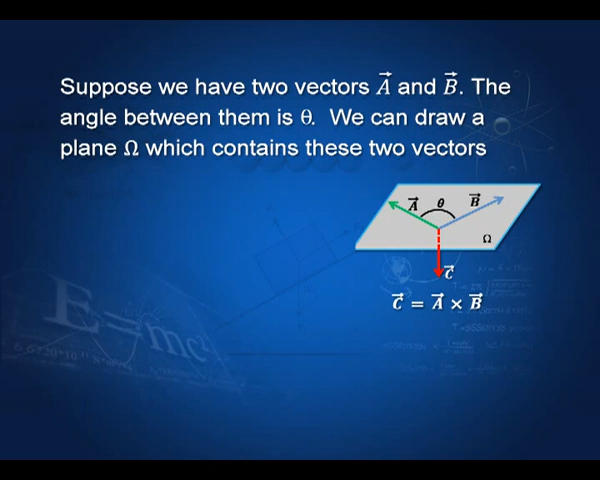 Suppose we have two vectors A⃗ and B⃗. The
angle between them is θ. We can draw a
plane Ω which contains these two vectors
A⃗ θ B⃗
Ω
C⃗
C⃗ = A⃗ × B⃗
E=mc²